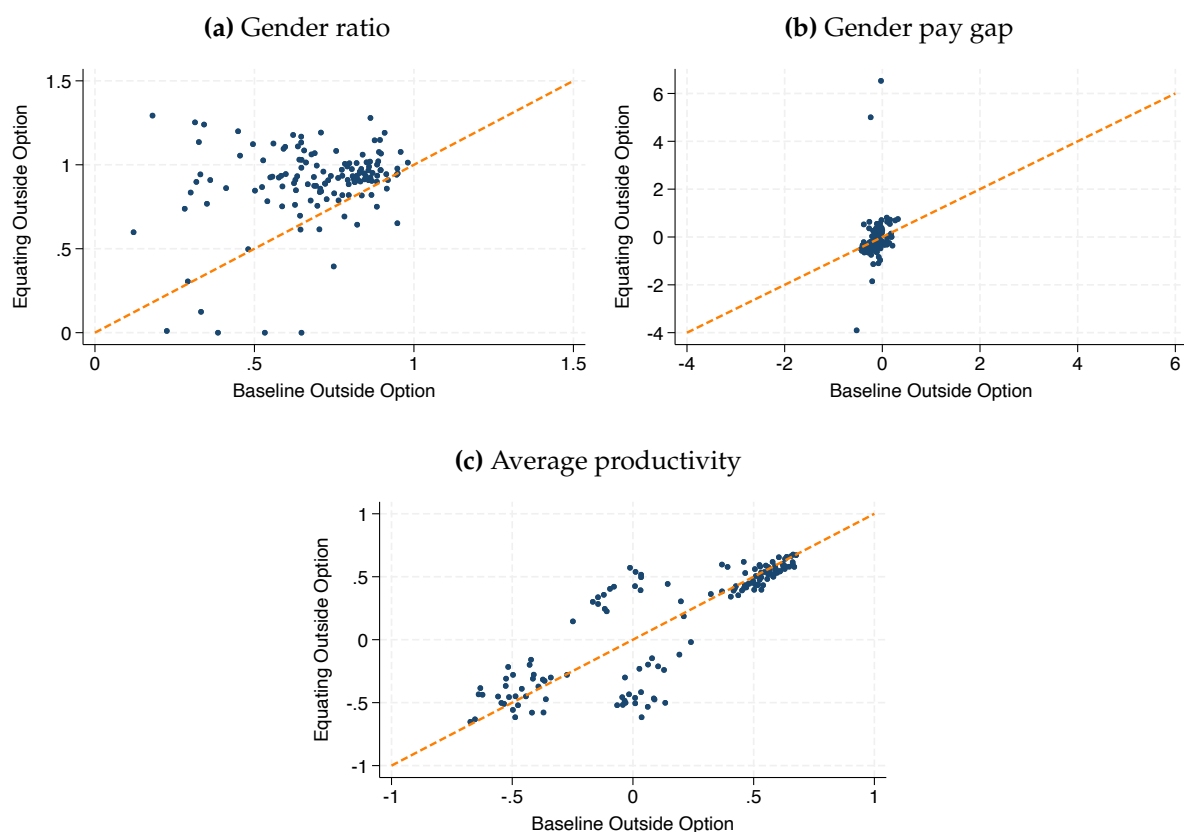 (a) Gender ratio
Equating Outside Option
1.5
1
.5
0
0 .5 1 1.5
Baseline Outside Option
(b) Gender pay gap
Equating Outside Option
6
4
2
0
-2
-4
-4 -2 0 2 4 6
Baseline Outside Option
(c) Average productivity
Equating Outside Option
1
.5
0
-.5
-1
-1 -.5 0 .5 1
Baseline Outside Option